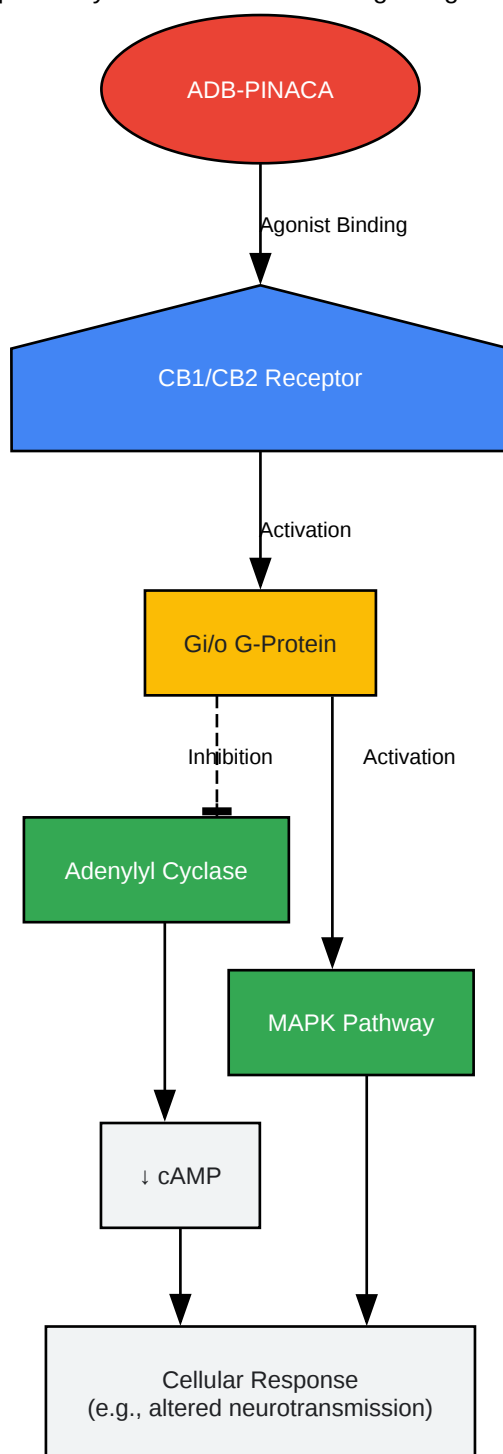 ADB-PINACA
Agonist Binding
CB1/CB2 Receptor
Activation
Gi/o G-Protein
Inhibition
Activation
Adenylyl Cyclase
MAPK Pathway
↓ cAMP
Cellular Response
(e.g., altered neurotransmission)